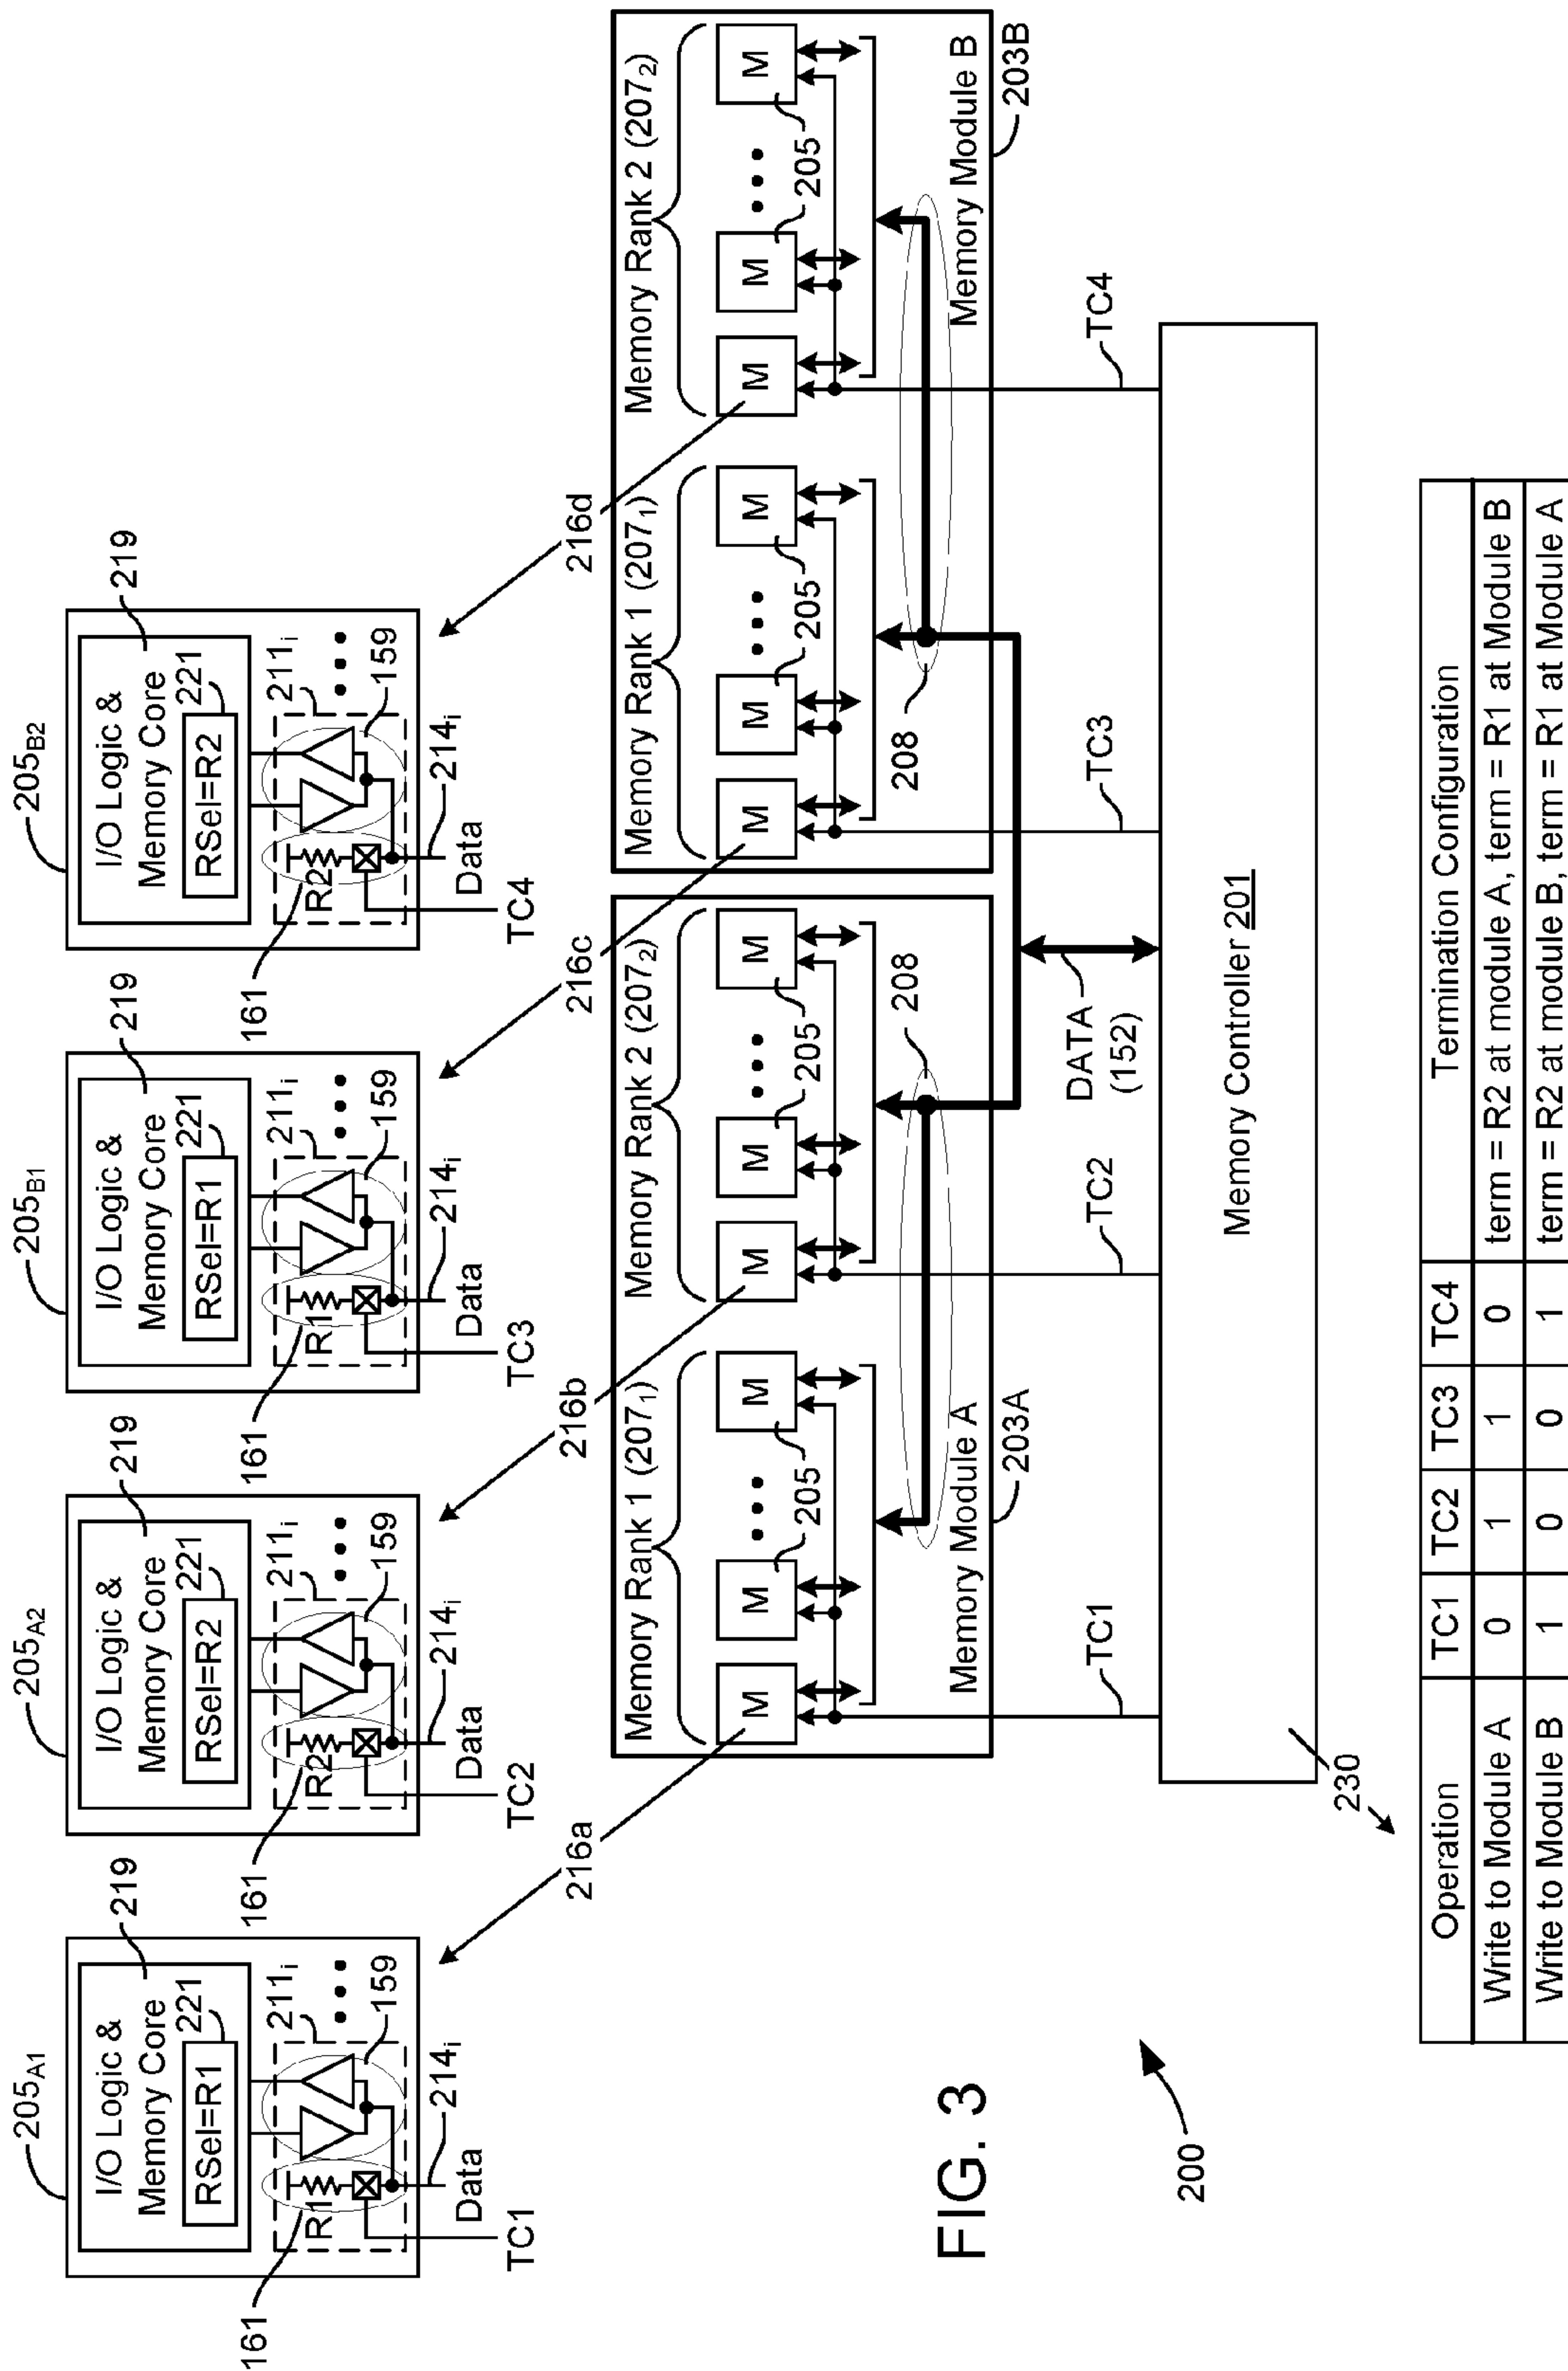 205A1
219
I/O Logic &
Memory Core
221
RSel=R1
211i
R1
159
161
214i
Data
TC1
205A2
219
I/O Logic &
Memory Core
221
RSel=R2
211i
R2
159
161
214i
Data
TC2
205B1
219
I/O Logic &
Memory Core
221
RSel=R1
211i
R1
159
161
214i
Data
TC3
205B2
219
I/O Logic &
Memory Core
221
RSel=R2
211i
R2
159
161
214i
Data
TC4
216a
216b
216c
216d
Memory Rank 1 (207₁)
M
M
M
205
Memory Rank 2 (207₂)
M
M
M
205
208
Memory Module A
203A
Memory Rank 1 (207₁)
M
M
M
205
Memory Rank 2 (207₂)
M
M
M
205
208
Memory Module B
203B
TC1
TC2
DATA
(152)
TC3
TC4
Memory Controller 201
FIG. 3
200
230
Operation TC1 TC2 TC3 TC4 Termination Configuration
Write to Module A 0 1 1 0 term = R2 at module A, term = R1 at Module B
Write to Module B 1 0 0 1 term = R2 at module B, term = R1 at Module A